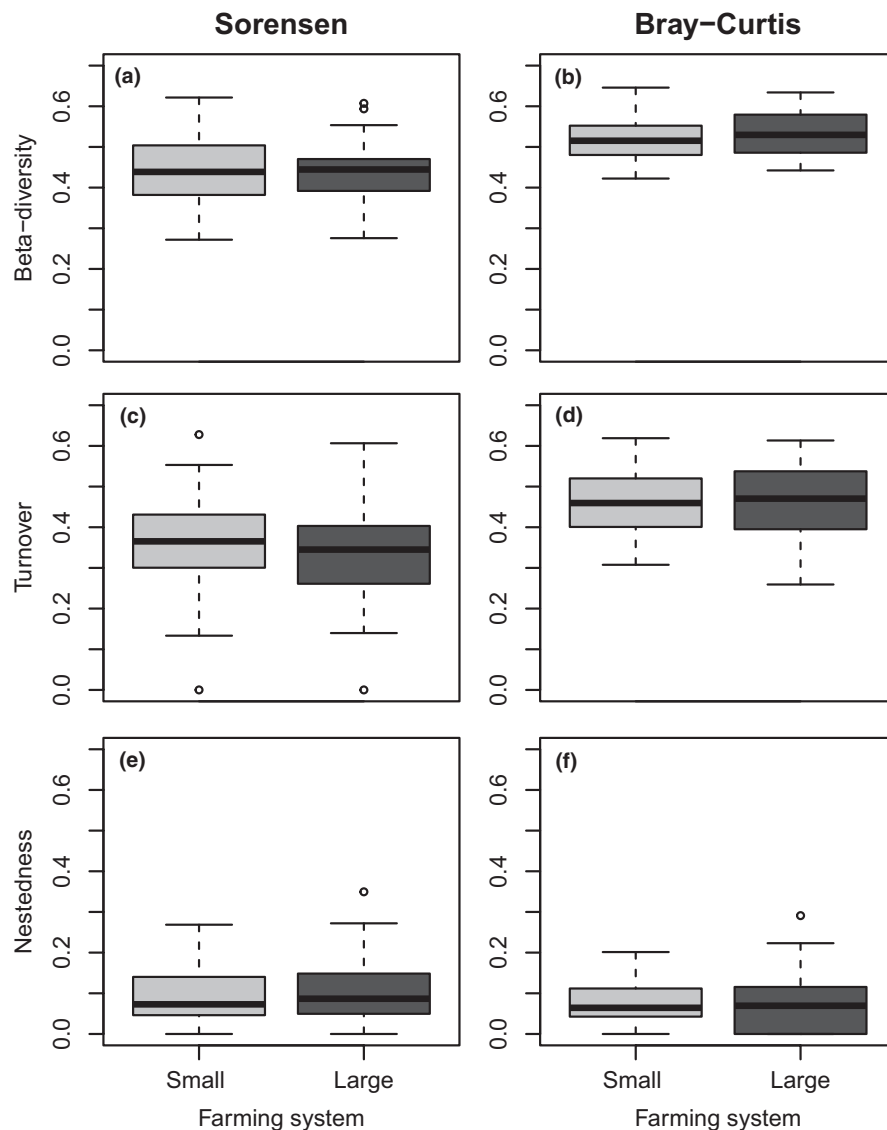 Sorensen Bray−Curtis
(a) (b)
Beta−diversity
0.0 0.2 0.4 0.6
0.0 0.2 0.4 0.6
(c) (d)
Turnover
0.0 0.2 0.4 0.6
0.0 0.2 0.4 0.6
(e) (f)
Nestedness
0.0 0.2 0.4 0.6
0.0 0.2 0.4 0.6
Small Large Small Large
Farming system Farming system